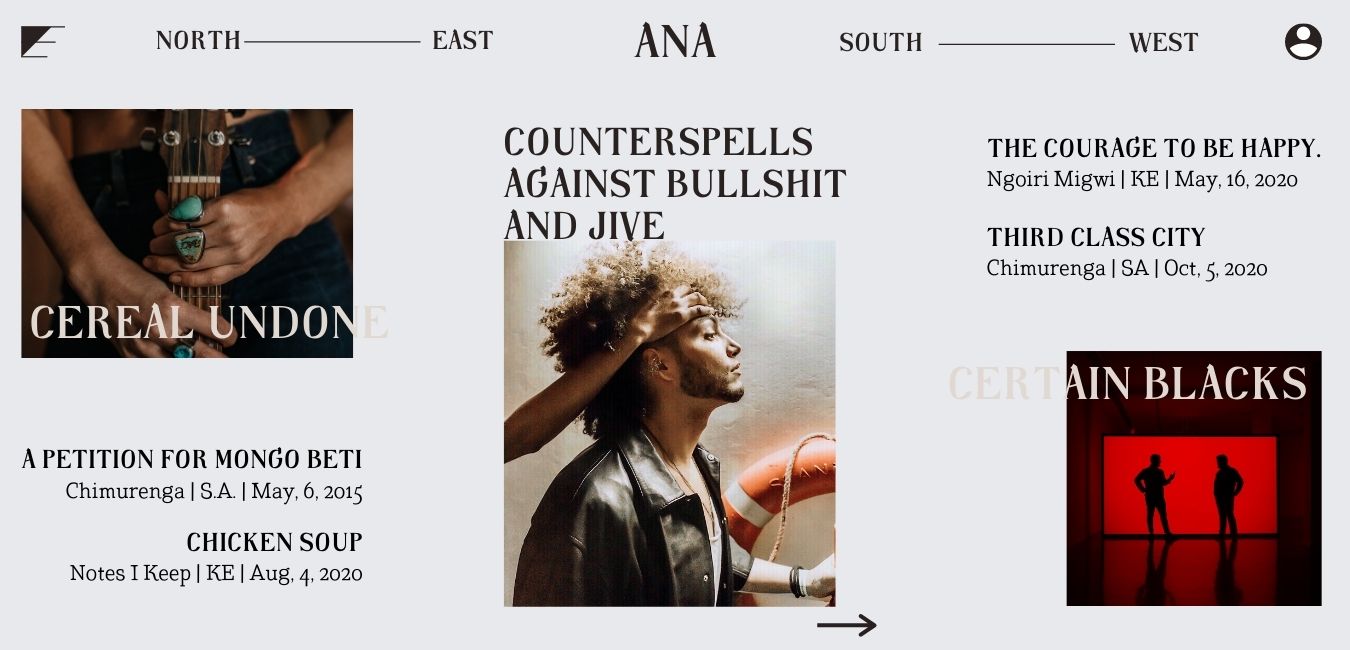 NORTH EAST ANA SOUTH WEST
CEREAL UNDONE
A PETITION FOR MONGO BETI
Chimurenga | S.A. | May, 6, 2015
CHICKEN SOUP
Notes I Keep | KE | Aug, 4, 2020
COUNTERSPELLS
AGAINST BULLSHIT
AND JIVE
ANA
THE COURAGE TO BE HAPPY.
Ngoiri Migwi | KE | May, 16, 2020
THIRD CLASS CITY
Chimurenga | SA | Oct, 5, 2020
CERTAIN BLACKS